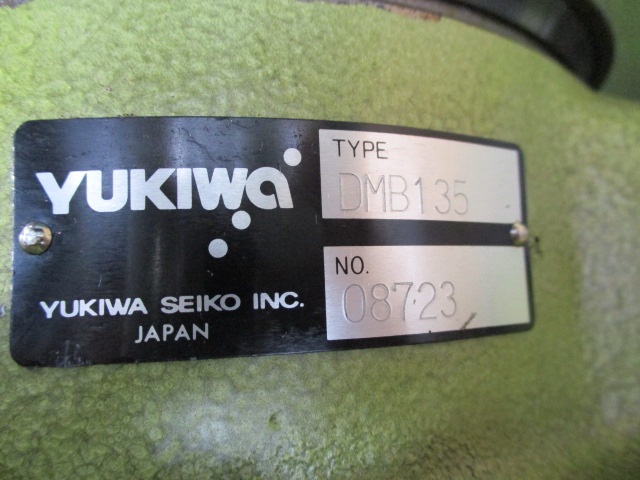 YUKIWa
YUKIWA SEIKO INC.
JAPAN
TYPE
DMB135
NO.
08723